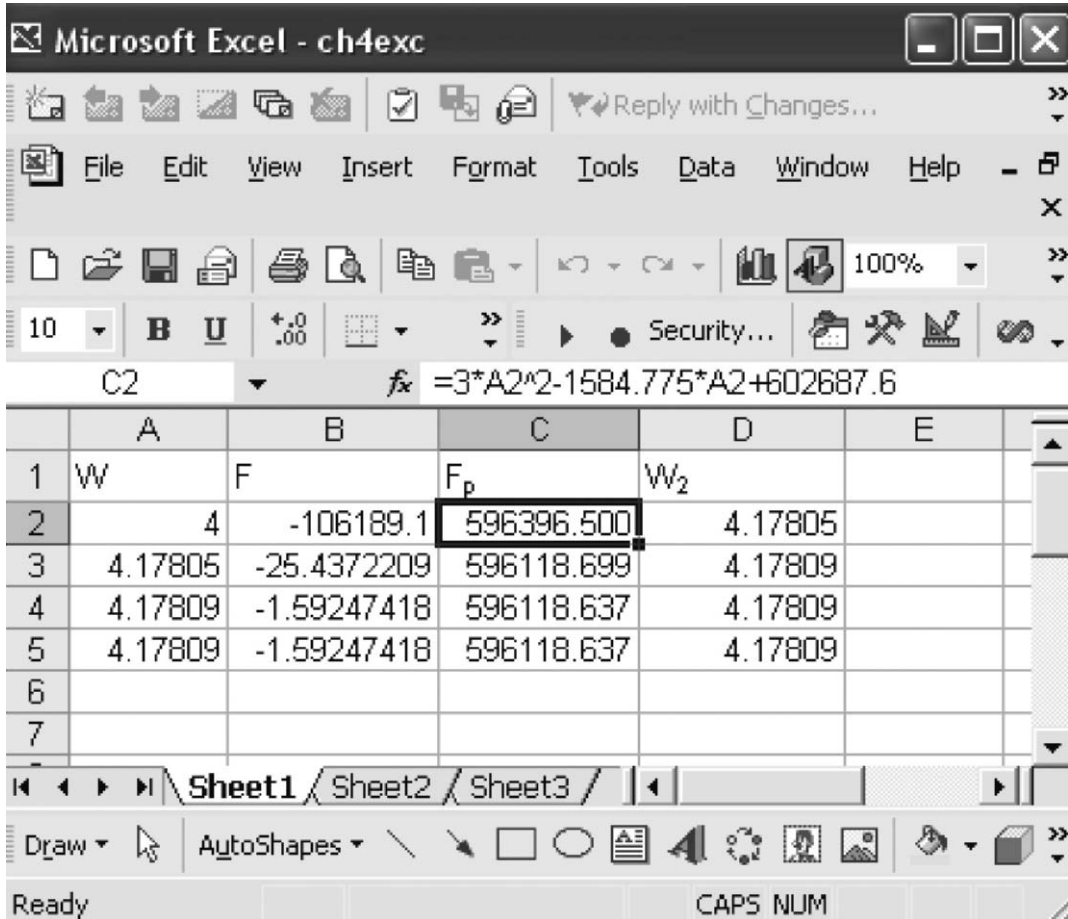 Microsoft Excel - ch4exc
Reply with Changes...
File Edit View Insert Format Tools Data Window Help
100%
10 B U Security...
C2 fx =3*A2^2-1584.775*A2+602687.6
A B C D E
1 W F Fp W2
2 4 -106189.1 596396.500 4.17805
3 4.17805 -25.4372209 596118.699 4.17809
4 4.17809 -1.59247418 596118.637 4.17809
5 4.17809 -1.59247418 596118.637 4.17809
6
7
Sheet1 Sheet2 Sheet3
Draw AutoShapes
Ready CAPS NUM